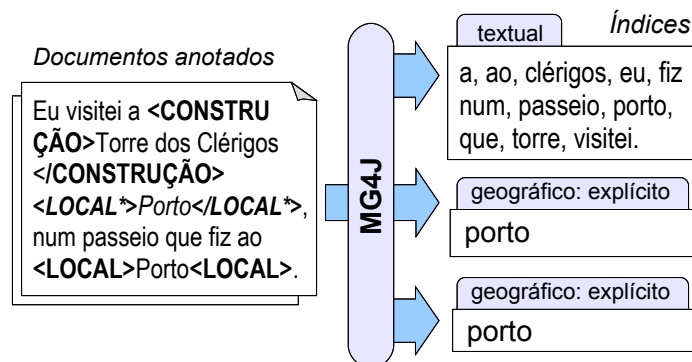 Documentos anotados
Eu visitei a <CONSTRU
ÇÃO>Torre dos Clérigos
</CONSTRUÇÃO>
<LOCAL*>Porto</LOCAL*>,
num passeio que fiz ao
<LOCAL>Porto<LOCAL>.
MG4J
Índices
textual
a, ao, clérigos, eu, fiz
num, passeio, porto,
que, torre, visitei.
geográfico: explícito
porto
geográfico: explícito
porto